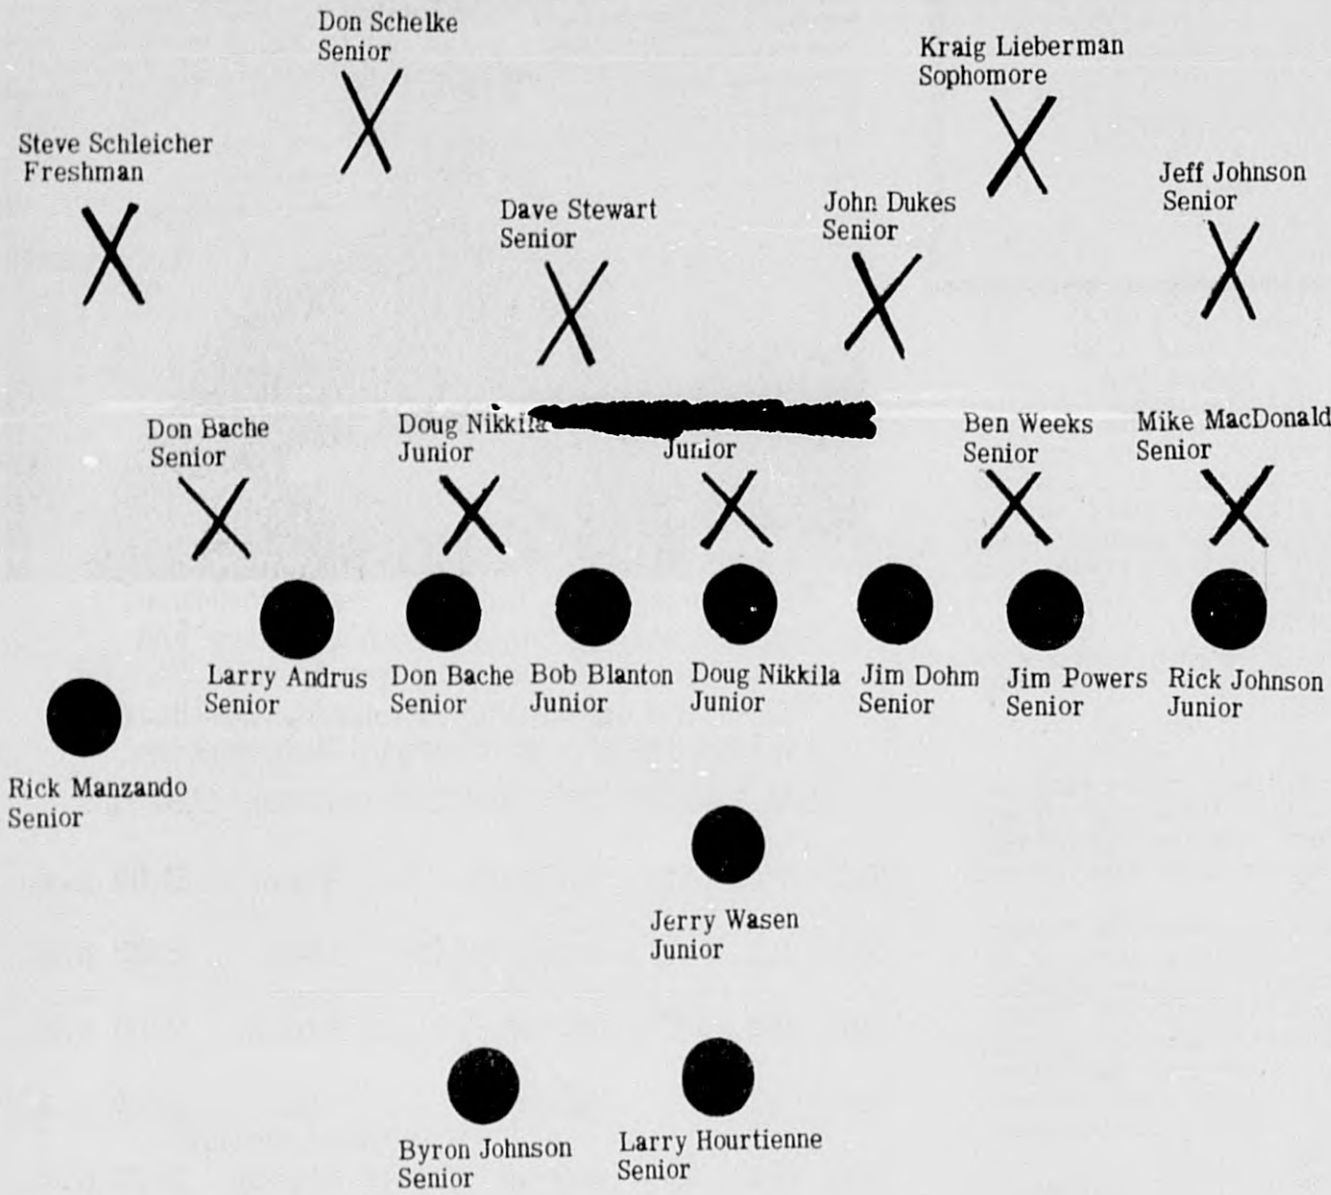 Don Schelke
Senior
Kraig Lieberman
Sophomore
Steve Schleicher
Freshman
Jeff Johnson
Senior
Dave Stewart
Senior
John Dukes
Senior
Don Bache
Senior
Doug Nikkila
Junior
Junior
Ben Weeks
Senior
Mike MacDonald
Senior
Larry Andrus
Senior
Don Bache
Senior
Bob Blanton
Junior
Doug Nikkila
Junior
Jim Dohm
Senior
Jim Powers
Senior
Rick Johnson
Junior
Rick Manzando
Senior
Jerry Wasen
Junior
Byron Johnson
Senior
Larry Hourtienne
Senior